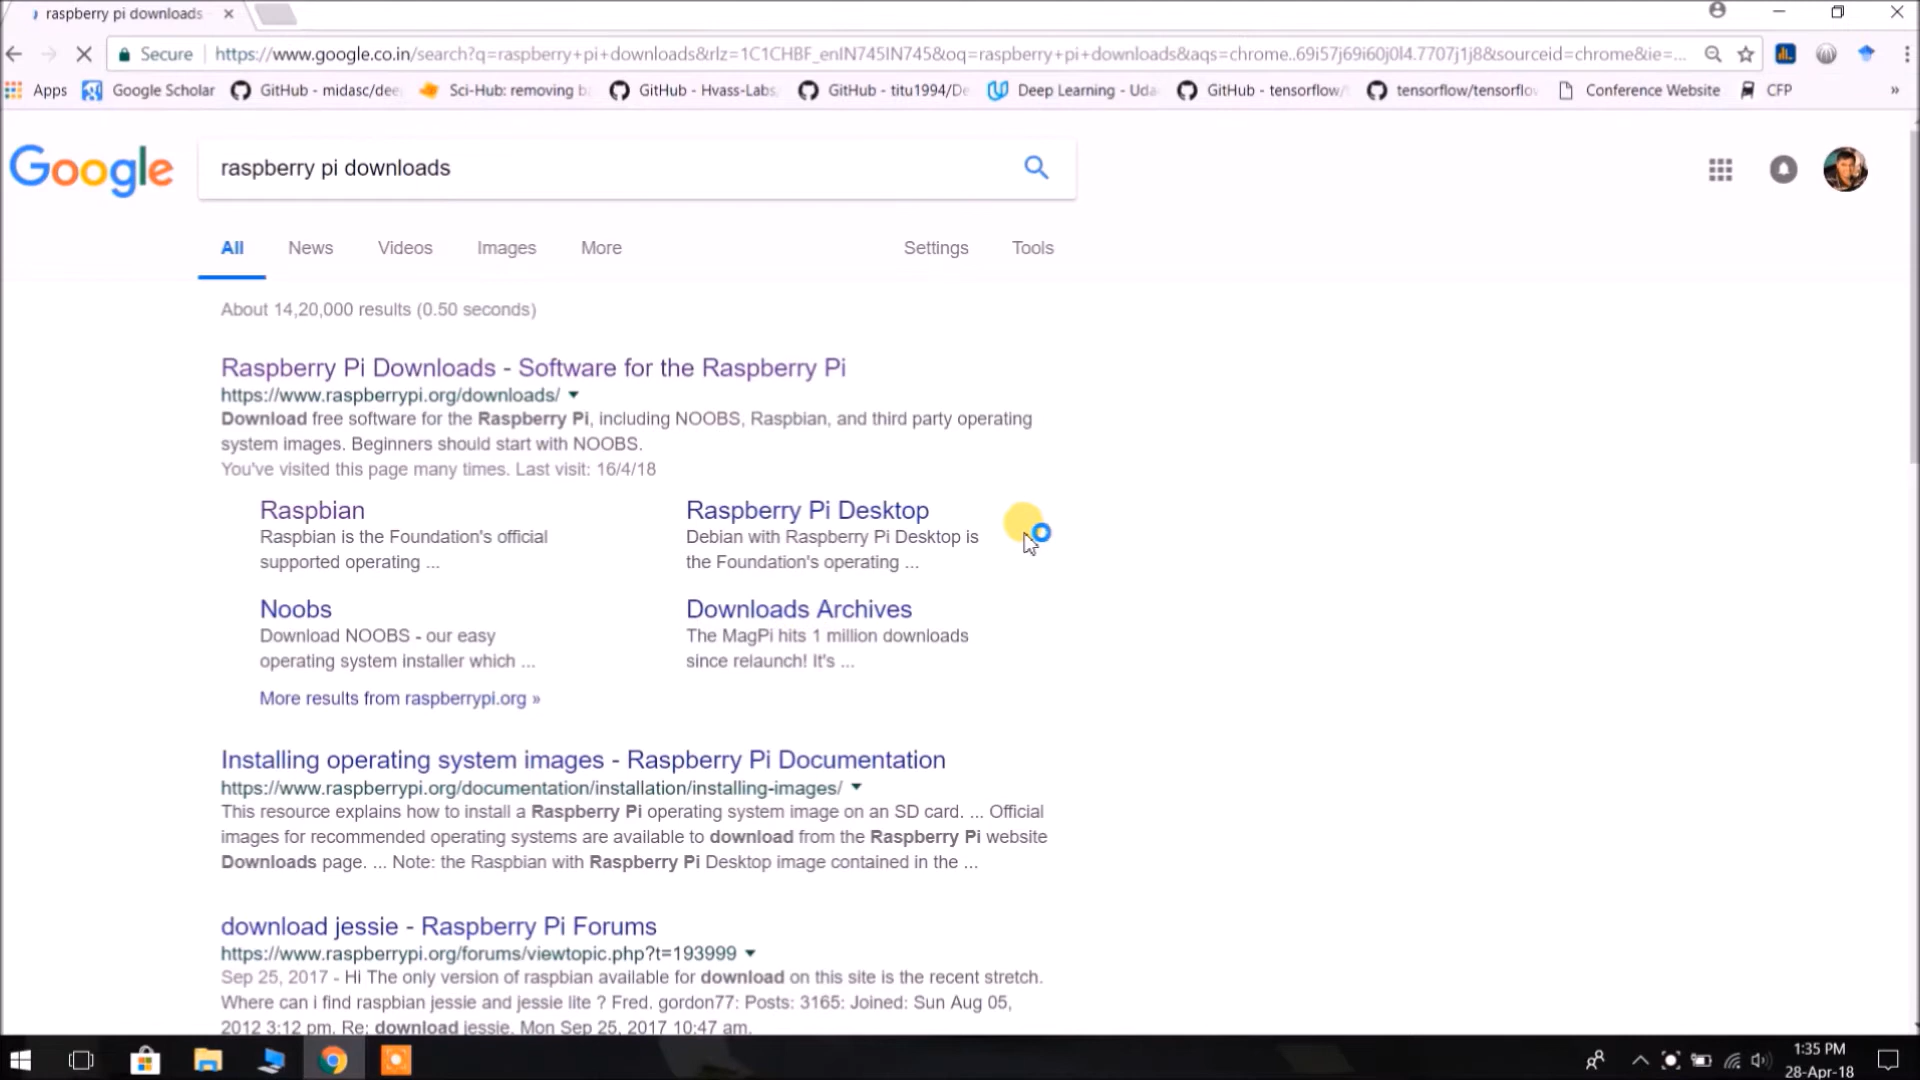 raspberry pi downloads
Secure
https://www.google.co.in/search?q=raspberry+pi+downloads&rlz=1C1CHBF_enIN745IN745&oq=raspberry+pi+downloads&aqs=chrome..69i57j69i60j0l4.7707j1j8&sourceid=chrome&ie=...
Apps Google Scholar GitHub - midasc/dee Sci-Hub: removing b GitHub - Hvass-Labs, GitHub - titu1994/De Deep Learning - Uda GitHub - tensorflow/ tensorflow/tensorflo Conference Website CFP »
Google
raspberry pi downloads
All News Videos Images More Settings Tools
About 14,20,000 results (0.50 seconds)
Raspberry Pi Downloads - Software for the Raspberry Pi
https://www.raspberrypi.org/downloads/
Download free software for the Raspberry Pi, including NOOBS, Raspbian, and third party operating
system images. Beginners should start with NOOBS.
You've visited this page many times. Last visit: 16/4/18
Raspbian
Raspbian is the Foundation's official
supported operating ...
Raspberry Pi Desktop
Debian with Raspberry Pi Desktop is
the Foundation's operating ...
Noobs
Download NOOBS - our easy
operating system installer which ...
Downloads Archives
The MagPi hits 1 million downloads
since relaunch! It's ...
More results from raspberrypi.org »
Installing operating system images - Raspberry Pi Documentation
https://www.raspberrypi.org/documentation/installation/installing-images/
This resource explains how to install a Raspberry Pi operating system image on an SD card. ... Official
images for recommended operating systems are available to download from the Raspberry Pi website
Downloads page. ... Note: the Raspbian with Raspberry Pi Desktop image contained in the ...
download jessie - Raspberry Pi Forums
https://www.raspberrypi.org/forums/viewtopic.php?t=193999
Sep 25, 2017 - Hi The only version of raspbian available for download on this site is the recent stretch.
Where can i find raspbian jessie and jessie lite ? Fred. gordon77: Posts: 3165: Joined: Sun Aug 05,
2012 3:12 pm. Re: download jessie. Mon Sep 25, 2017 10:47 am.
1:35 PM
28-Apr-18